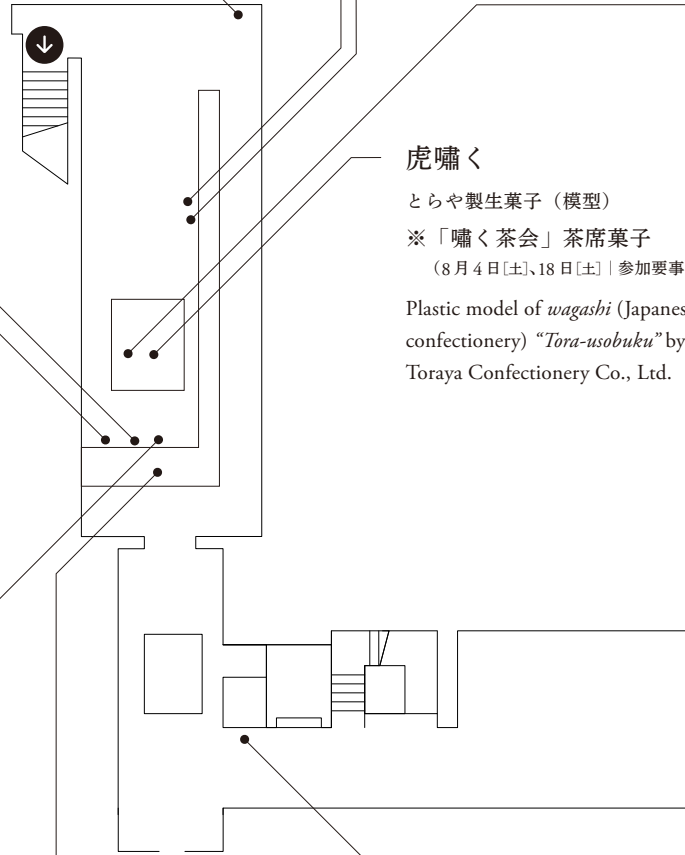 虎嘯く
とらや製生菓子（模型）
※「嘯く茶会」茶席菓子
（8月4日［土］、18日［土］｜参加要事
Plastic model of wagashi (Japanes
confectionery) “Tora-usobuku” by
Toraya Confectionery Co., Ltd.